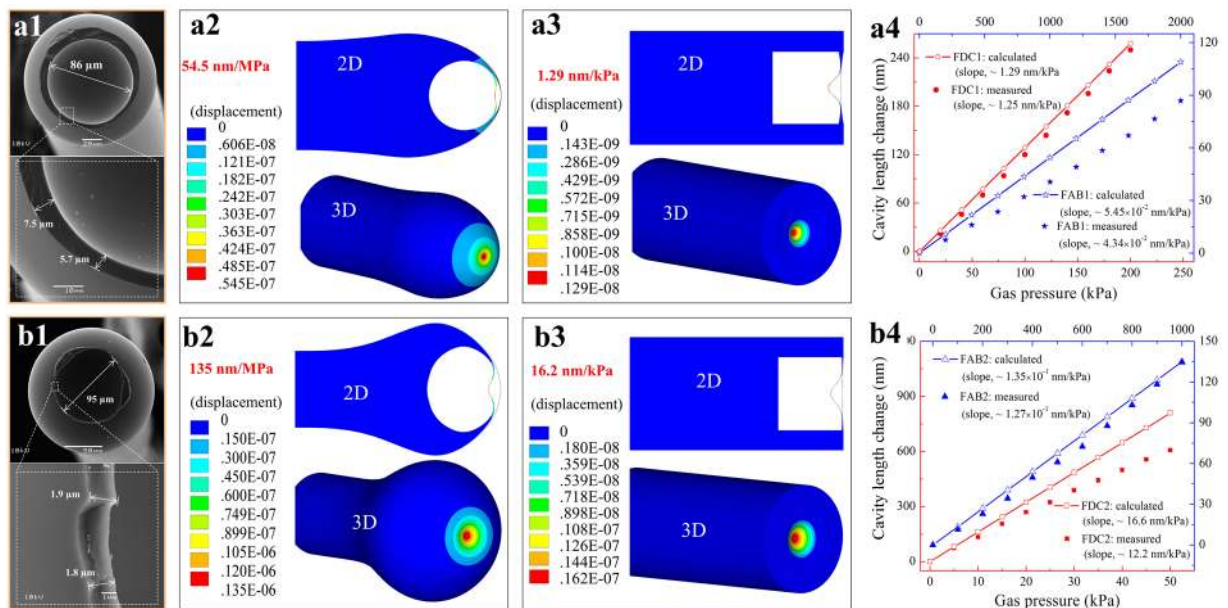 a1
86 µm
20 µm
7.5 µm
5.7 µm
10 µm
a2
54.5 nm/MPa
2D
(displacement)
0
.606E-08
.121E-07
.182E-07
.242E-07
.303E-07
.363E-07
.424E-07
.485E-07
.545E-07
3D
a3
1.29 nm/kPa
2D
(displacement)
0
.143E-09
.286E-09
.429E-09
.572E-09
.715E-09
.858E-09
.100E-08
.114E-08
.129E-08
3D
a4
0 500 1000 1500 2000
Cavity length change (nm)
240
180
120
60
0
120
90
60
30
0
FDC1: calculated
(slope, ~ 1.29 nm/kPa
FDC1: measured
(slope, ~ 1.25 nm/kPa)
FAB1: calculated
(slope, ~ 5.45×10⁻² nm/kPa)
FAB1: measured
(slope, ~ 4.34×10⁻² nm/kPa)
0 50 100 150 200 250
Gas pressure (kPa)
b1
95 µm
1.9 µm
1.8 µm
b2
135 nm/MPa
2D
(displacement)
0
.150E-07
.300E-07
.450E-07
.600E-07
.749E-07
.899E-07
.105E-06
.120E-06
.135E-06
3D
b3
16.2 nm/kPa
2D
(displacement)
0
.180E-08
.359E-08
.539E-08
.718E-08
.898E-08
.108E-07
.126E-07
.144E-07
.162E-07
3D
b4
0 200 400 600 800 1000
Cavity length change (nm)
900
600
300
0
150
120
90
60
30
0
FAB2: calculated
(slope, ~ 1.35×10⁻¹ nm/kPa)
FAB2: measured
(slope, ~ 1.27×10⁻¹ nm/kPa)
FDC2: calculated
(slope, ~ 16.6 nm/kPa)
FDC2: measured
(slope, ~ 12.2 nm/kPa)
0 10 20 30 40 50
Gas pressure (kPa)